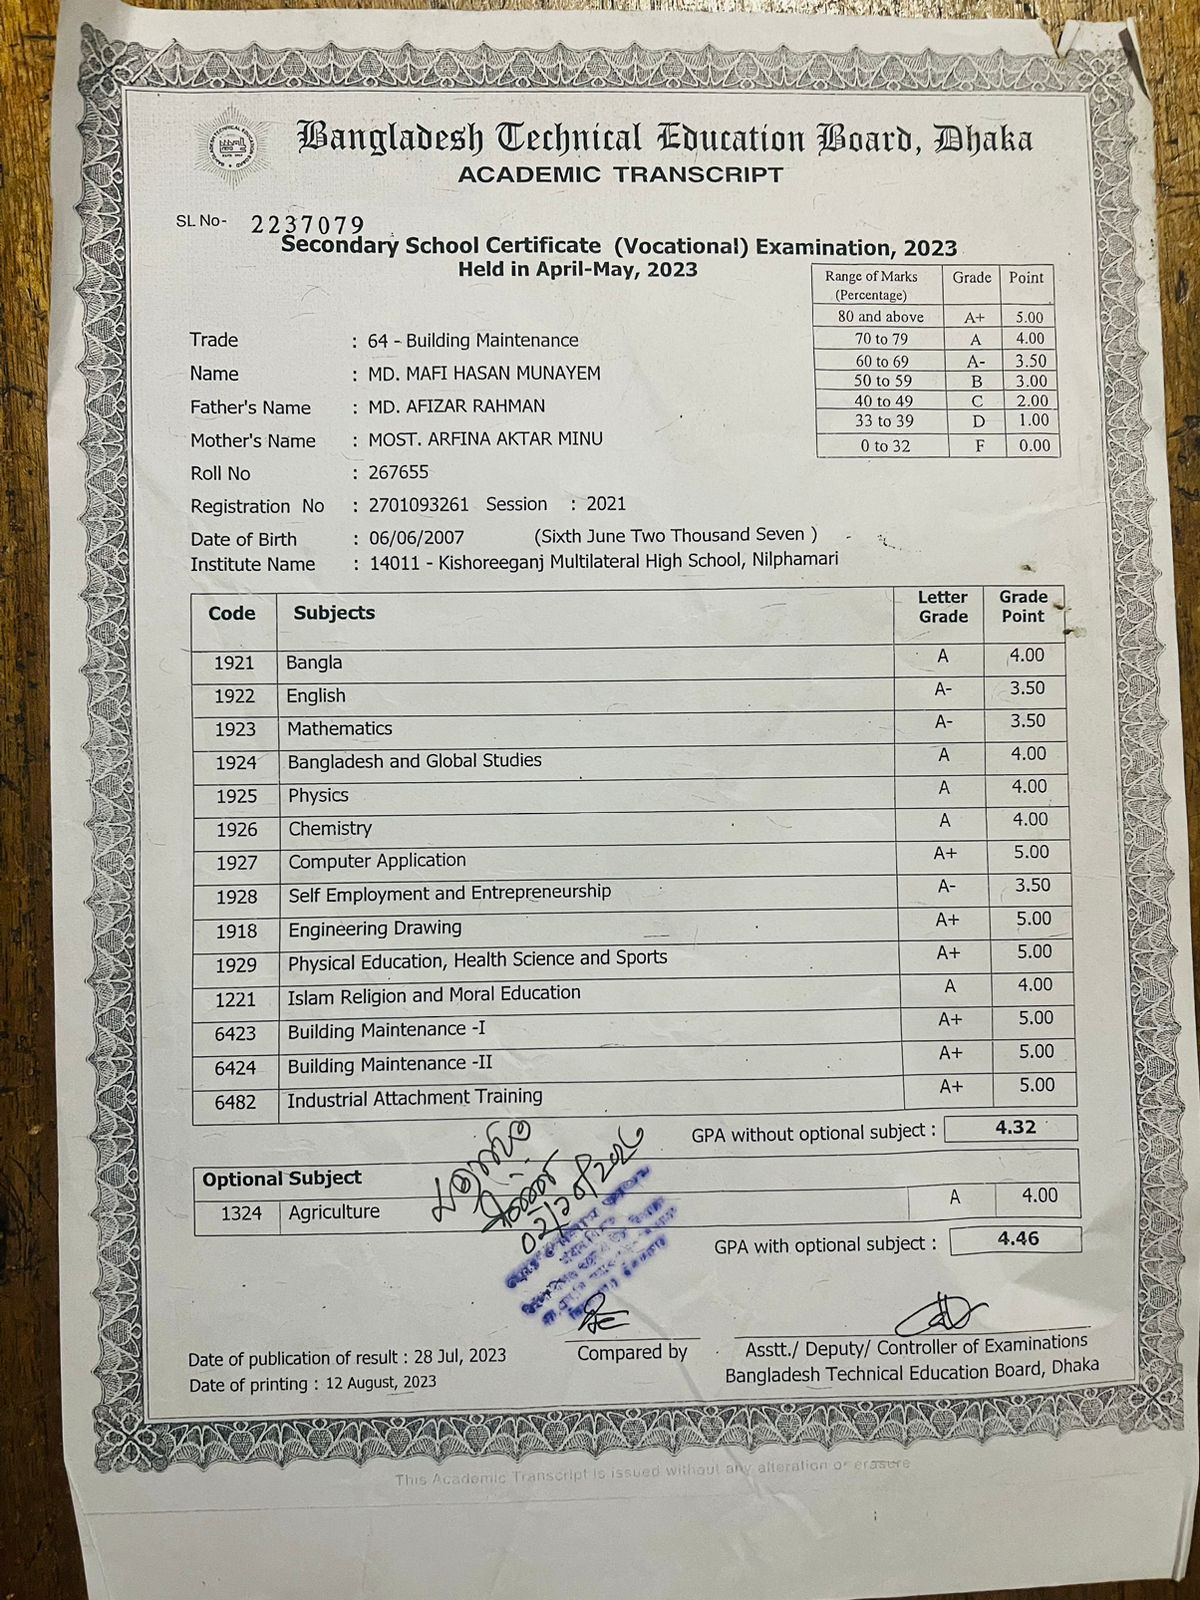 Bangladesh Technical Education Board, Dhaka
ACADEMIC TRANSCRIPT
SL No- 2237079
Secondary School Certificate (Vocational) Examination, 2023
Held in April-May, 2023
Range of Marks (Percentage) Grade Point
80 and above A+ 5.00
70 to 79 A 4.00
60 to 69 A- 3.50
50 to 59 B 3.00
40 to 49 C 2.00
33 to 39 D 1.00
0 to 32 F 0.00
Trade : 64 - Building Maintenance
Name : MD. MAFI HASAN MUNAYEM
Father's Name : MD. AFIZAR RAHMAN
Mother's Name : MOST. ARFINA AKTAR MINU
Roll No : 267655
Registration No : 2701093261 Session : 2021
Date of Birth : 06/06/2007 (Sixth June Two Thousand Seven )
Institute Name : 14011 - Kishoreeganj Multilateral High School, Nilphamari
Code Subjects Letter Grade Grade Point
1921 Bangla A 4.00
1922 English A- 3.50
1923 Mathematics A- 3.50
1924 Bangladesh and Global Studies A 4.00
1925 Physics A 4.00
1926 Chemistry A 4.00
1927 Computer Application A+ 5.00
1928 Self Employment and Entrepreneurship A- 3.50
1918 Engineering Drawing A+ 5.00
1929 Physical Education, Health Science and Sports A+ 5.00
1221 Islam Religion and Moral Education A 4.00
6423 Building Maintenance -I A+ 5.00
6424 Building Maintenance -II A+ 5.00
6482 Industrial Attachment Training A+ 5.00
GPA without optional subject : 4.32
Optional Subject
1324 Agriculture A 4.00
GPA with optional subject : 4.46
Compared by
Asstt./ Deputy/ Controller of Examinations
Bangladesh Technical Education Board, Dhaka
Date of publication of result : 28 Jul, 2023
Date of printing : 12 August, 2023
This Academic Transcript is issued without any alteration or erasure